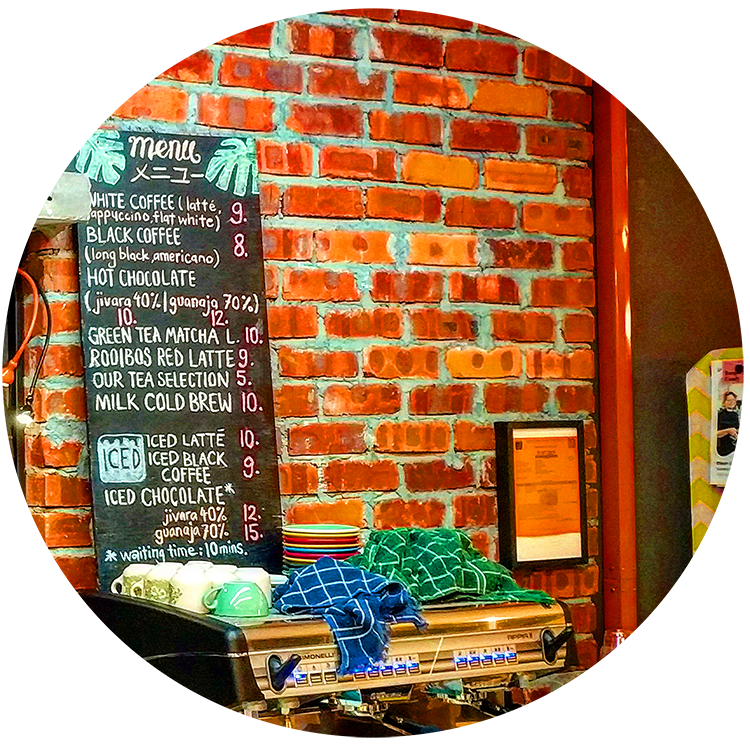 menu
メニュー
WHITE COFFEE (latté, 9.
cappuccino, flat white)
BLACK COFFEE 8.
(long black, americano)
HOT CHOCOLATE
(jivara 40% | guanaja 70%)
10. 12.
GREEN TEA MATCHA L. 10.
ROOIBOS RED LATTE 9.
OUR TEA SELECTION 5.
MILK COLD BREW 10.
ICED
ICED LATTÉ 10.
ICED BLACK
COFFEE 9.
ICED CHOCOLATE*
jivara 40% 12.
guanaja 70%. 15.
* waiting time : 10 mins.
SIMONELLI
APPIA II